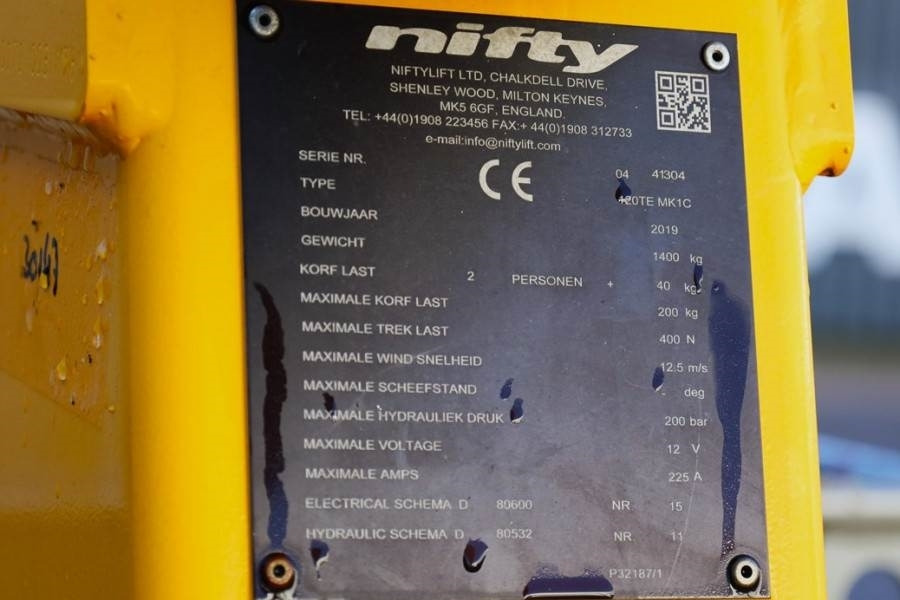 nifty
NIFTYLIFT LTD, CHALKDELL DRIVE,
SHENLEY WOOD, MILTON KEYNES,
MK5 6GF, ENGLAND.
TEL: +44(0)1908 223456 FAX:+ 44(0)1908 312733
e-mail:info@niftylift.com
CE
SERIE NR. 04 41304
TYPE 120TE MK1C
BOUWJAAR 2019
GEWICHT 1400 kg
KORF LAST 2 PERSONEN + 40 kg
MAXIMALE KORF LAST 200 kg
MAXIMALE TREK LAST 400 N
MAXIMALE WIND SNELHEID 12.5 m/s
MAXIMALE SCHEEFSTAND deg
MAXIMALE HYDRAULIEK DRUK 200 bar
MAXIMALE VOLTAGE 12 V
MAXIMALE AMPS 225 A
ELECTRICAL SCHEMA D 80600 NR 15
HYDRAULIC SCHEMA D 80532 NR. 11
P32187/1